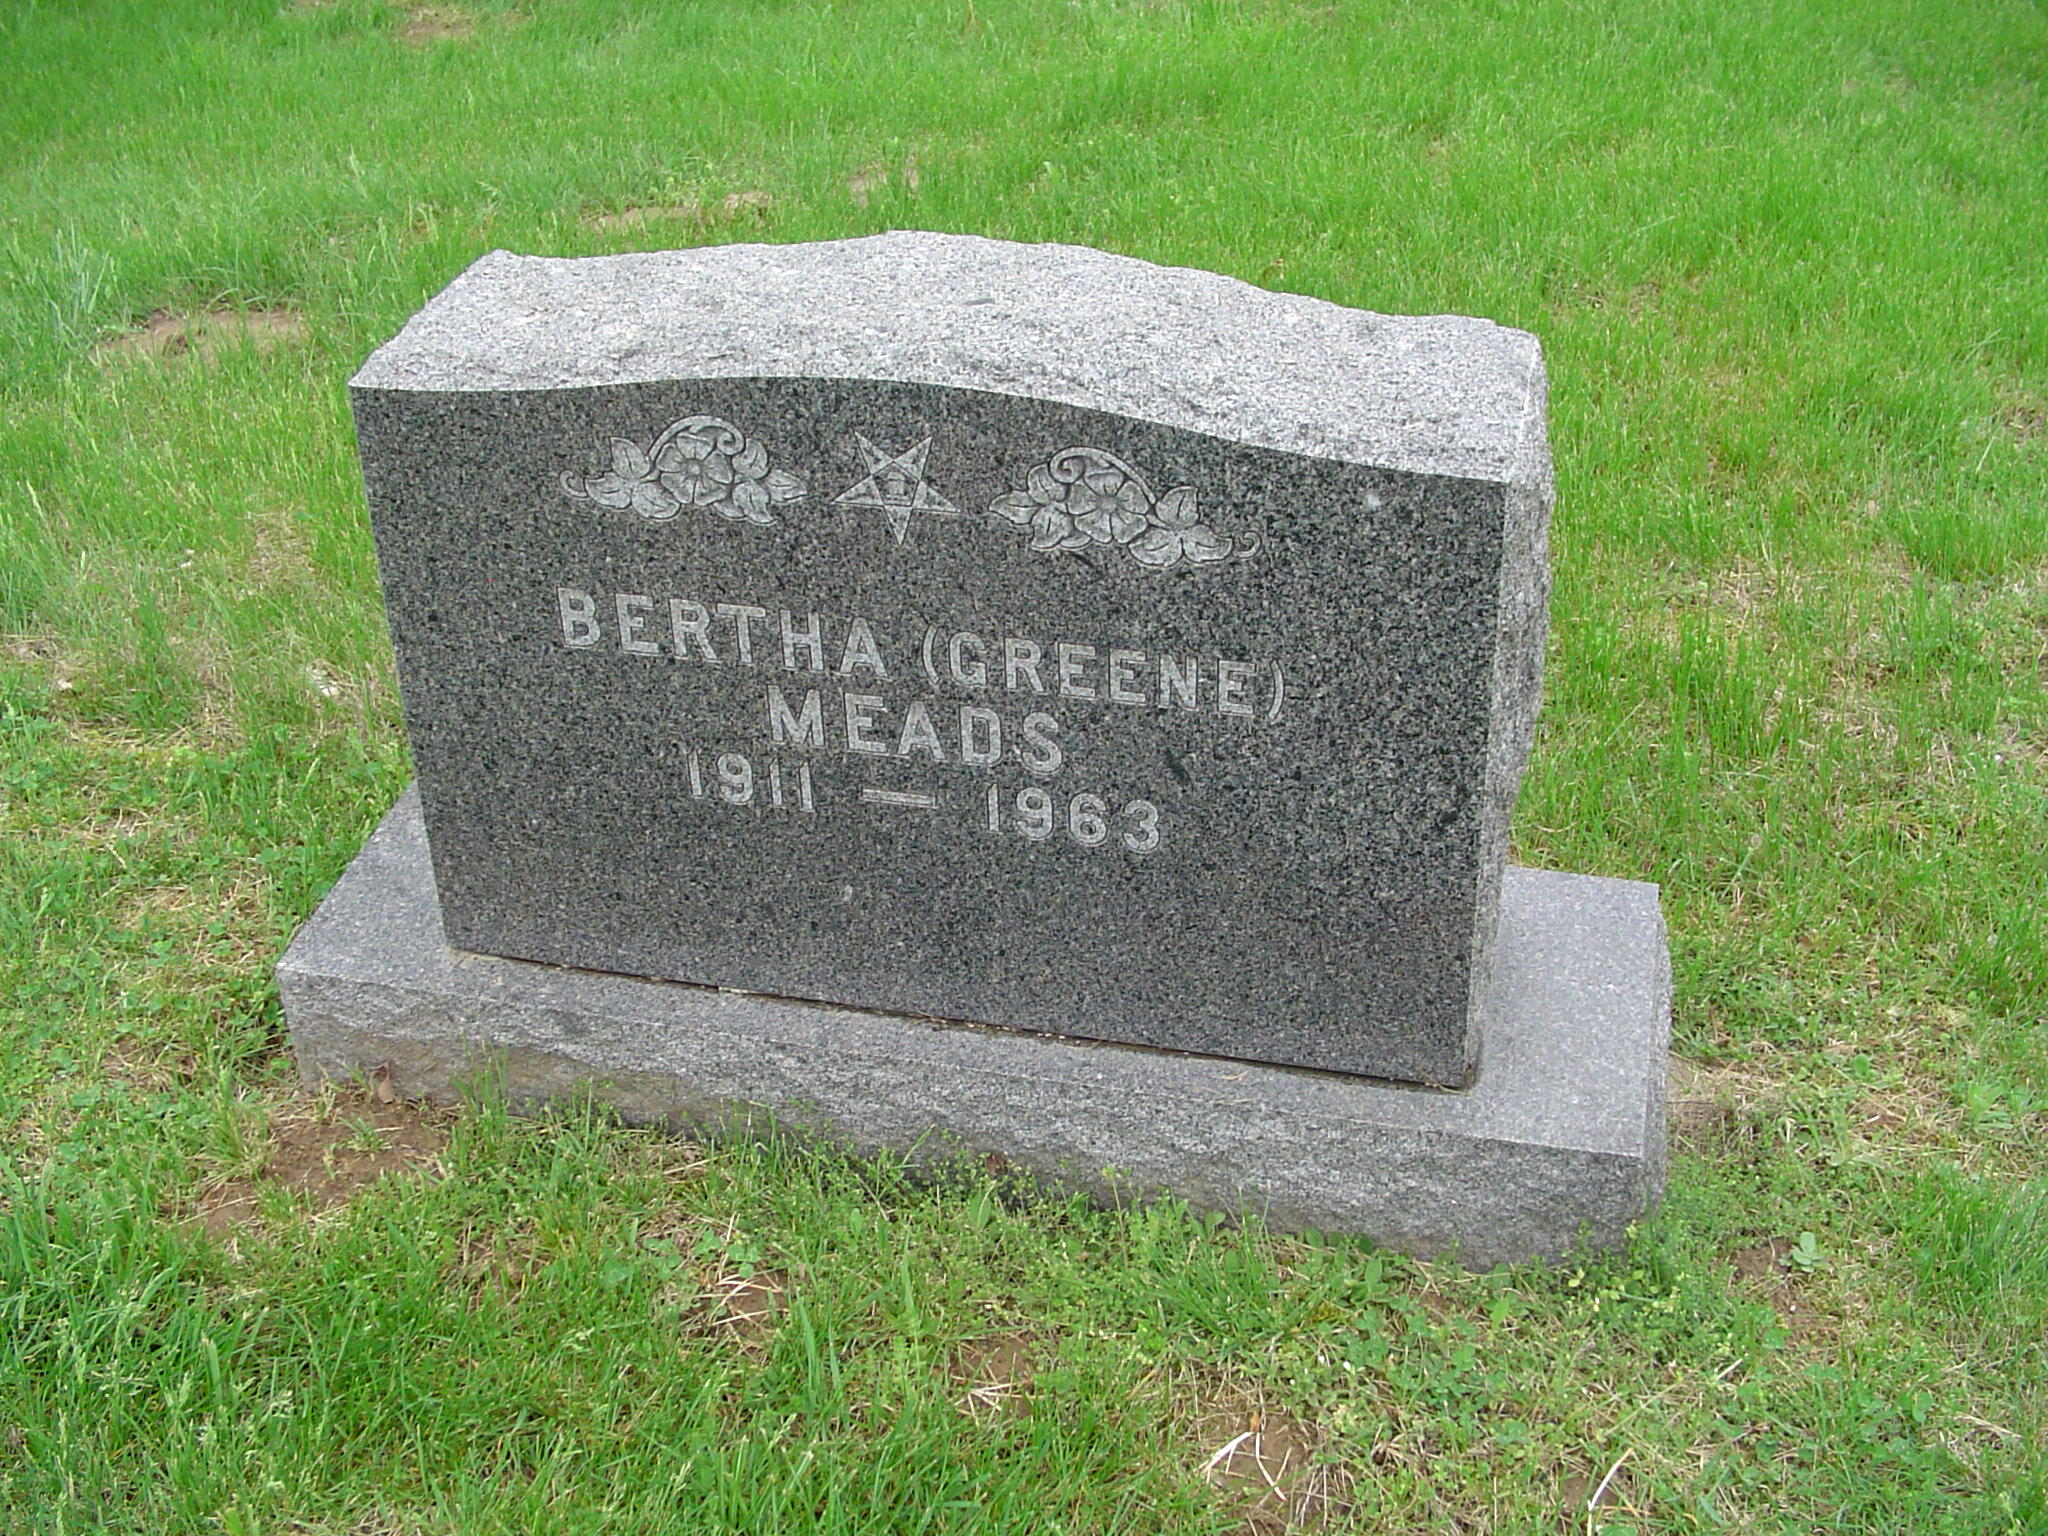 BERTHA (GREENE)
MEADS
1911 — 1963